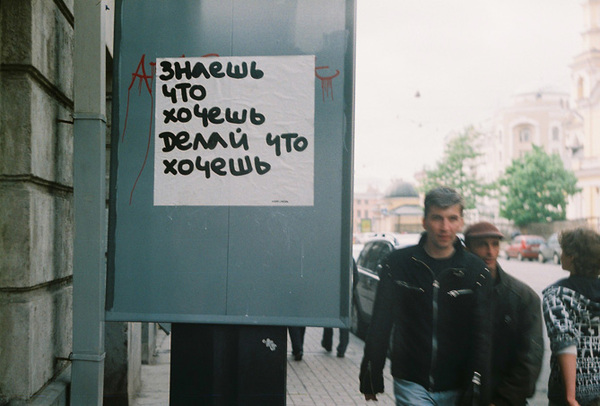 знаешь
что
хочешь
делай что
хочешь